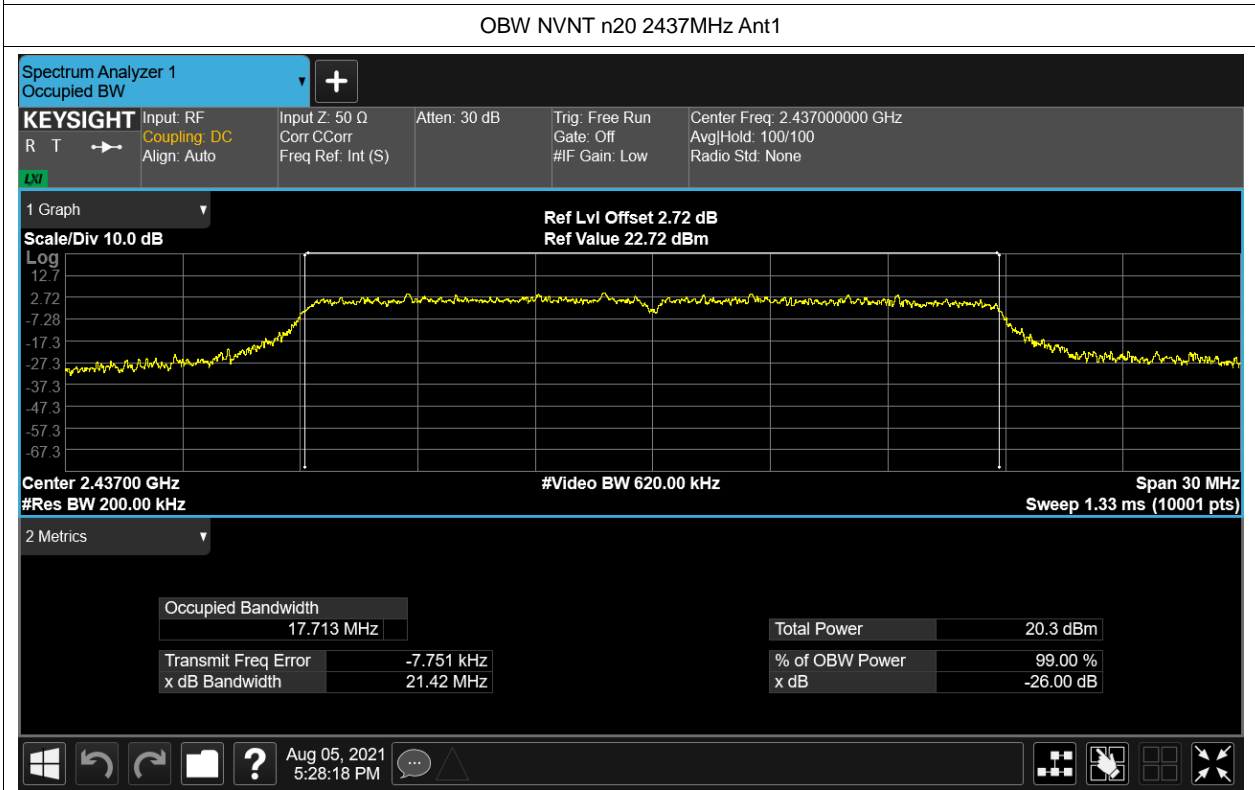 OBW NVNT n20 2437MHz Ant1
Spectrum Analyzer 1
Occupied BW
KEYSIGHT
R T
LXI
Input: RF
Coupling: DC
Align: Auto
Input Z: 50 Ω
Corr CCorr
Freq Ref: Int (S)
Atten: 30 dB
Trig: Free Run
Gate: Off
#IF Gain: Low
Center Freq: 2.437000000 GHz
Avg|Hold: 100/100
Radio Std: None
1 Graph
Scale/Div 10.0 dB
Ref Lvl Offset 2.72 dB
Ref Value 22.72 dBm
Log
12.7
2.72
-7.28
-17.3
-27.3
-37.3
-47.3
-57.3
-67.3
Center 2.43700 GHz
#Res BW 200.00 kHz
#Video BW 620.00 kHz
Span 30 MHz
Sweep 1.33 ms (10001 pts)
2 Metrics
Occupied Bandwidth
17.713 MHz
Total Power 20.3 dBm
Transmit Freq Error -7.751 kHz
% of OBW Power 99.00 %
x dB Bandwidth 21.42 MHz
x dB -26.00 dB
?
Aug 05, 2021
5:28:18 PM